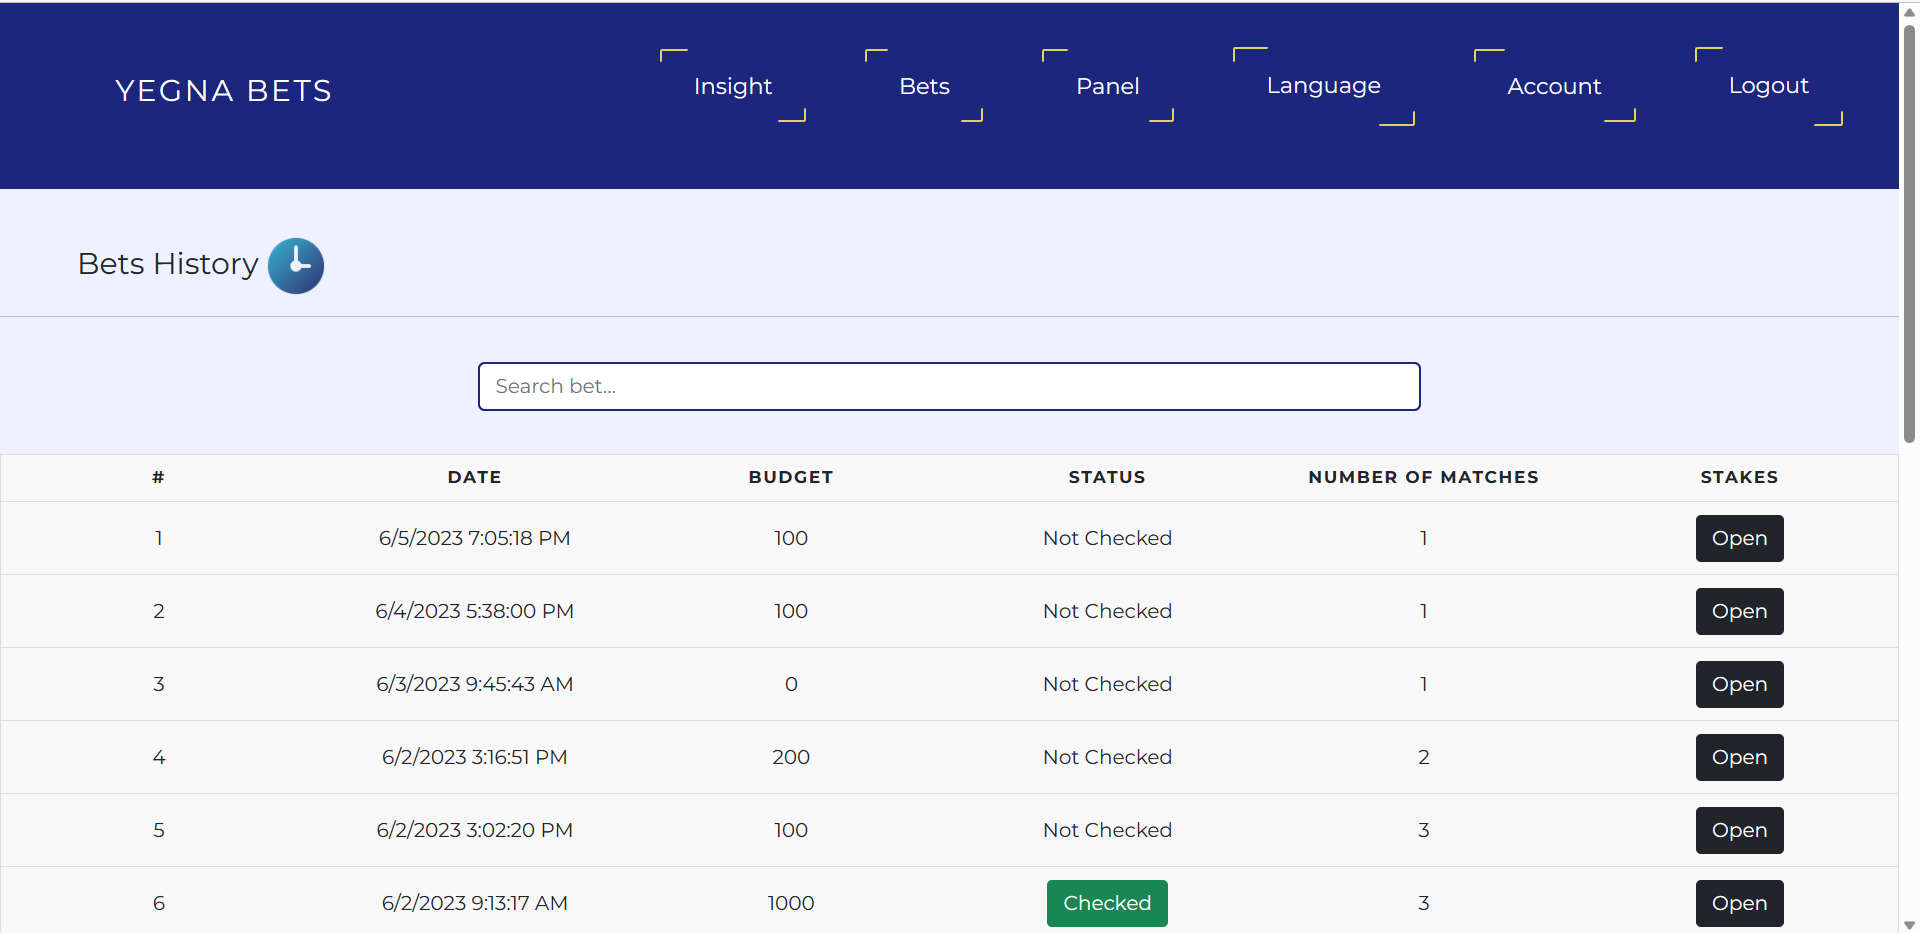 YEGNA BETS
Insight Bets Panel Language Account Logout
Bets History
Search bet...
# DATE BUDGET STATUS NUMBER OF MATCHES STAKES
1 6/5/2023 7:05:18 PM 100 Not Checked 1 Open
2 6/4/2023 5:38:00 PM 100 Not Checked 1 Open
3 6/3/2023 9:45:43 AM 0 Not Checked 1 Open
4 6/2/2023 3:16:51 PM 200 Not Checked 2 Open
5 6/2/2023 3:02:20 PM 100 Not Checked 3 Open
6 6/2/2023 9:13:17 AM 1000 Checked 3 Open